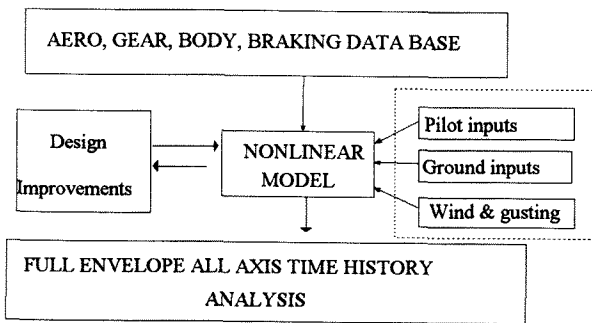 AERO, GEAR, BODY, BRAKING DATA BASE
Design
Improvements
NONLINEAR
MODEL
Pilot inputs
Ground inputs
Wind & gusting
FULL ENVELOPE ALL AXIS TIME HISTORY
ANALYSIS